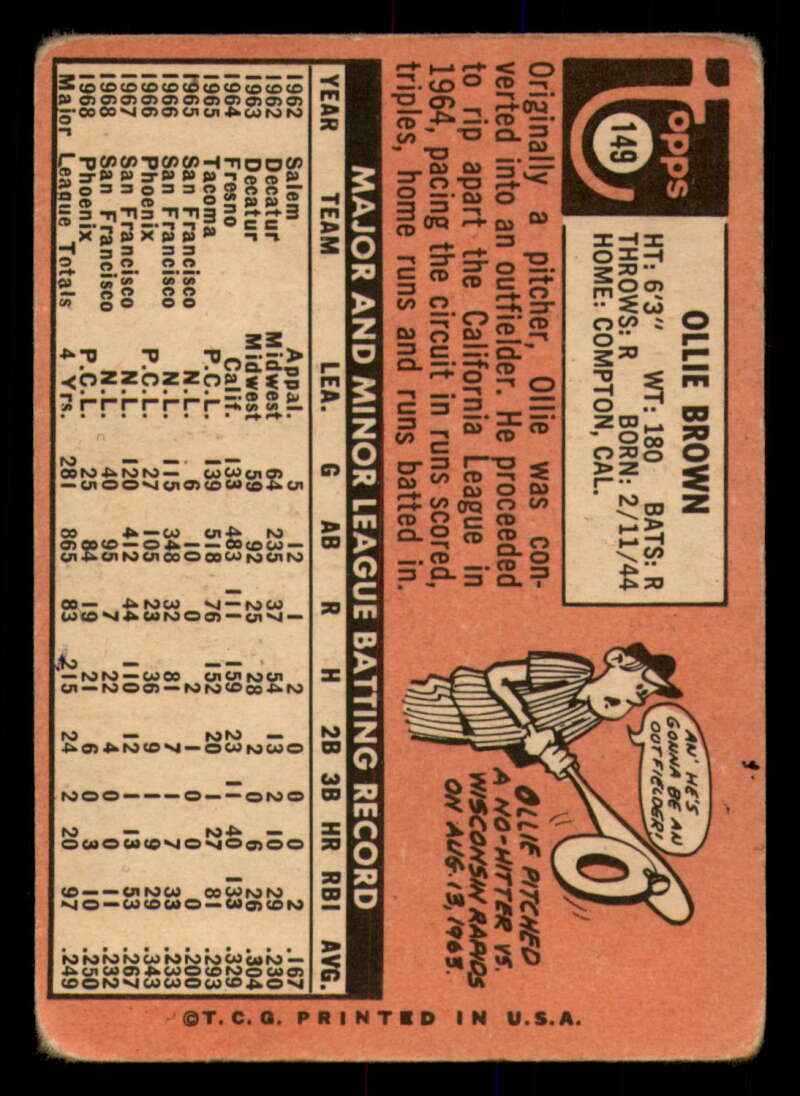 Topps
149
OLLIE BROWN
HT: 6'3" WT: 180 BATS: R
THROWS: R BORN: 2/11/44
HOME: COMPTON, CAL.
Originally a pitcher, Ollie was con-
verted into an outfielder. He proceeded
to rip apart the California League in
1964, pacing the circuit in runs scored,
triples, home runs and runs batted in.
AN' HE'S
GONNA BE AN
OUTFIELDER!
O
OLLIE PITCHED
A NO-HITTER VS.
WISCONSIN RAPIDS
ON AUG. 13, 1963.
MAJOR AND MINOR LEAGUE BATTING RECORD
YEAR TEAM LEA. G AB R H 2B 3B HR RBI AVG.
1962 Salem Appal. 5 12 1 2 0 0 0 2 .167
1962 Decatur Midwest 64 235 37 54 13 2 10 29 .230
1963 Decatur Midwest 59 92 25 28 2 0 6 26 .304
1964 Fresno Calif. 133 483 111 159 23 11 40 133 .329
1965 Tacoma P.C.L. 139 518 76 152 20 1 27 81 .293
1965 San Francisco N.L. 6 10 0 2 1 0 0 0 .200
1966 San Francisco N.L. 115 348 32 81 7 1 7 33 .233
1966 Phoenix P.C.L. 27 105 23 36 9 1 9 29 .343
1967 San Francisco N.L. 120 412 44 110 12 1 13 53 .267
1968 San Francisco N.L. 40 95 7 22 4 0 0 11 .232
1968 Phoenix P.C.L. 25 84 19 21 6 0 3 10 .250
Major League Totals 4 Yrs. 281 865 83 215 24 2 20 97 .249
©T.C.G. PRINTED IN U.S.A.